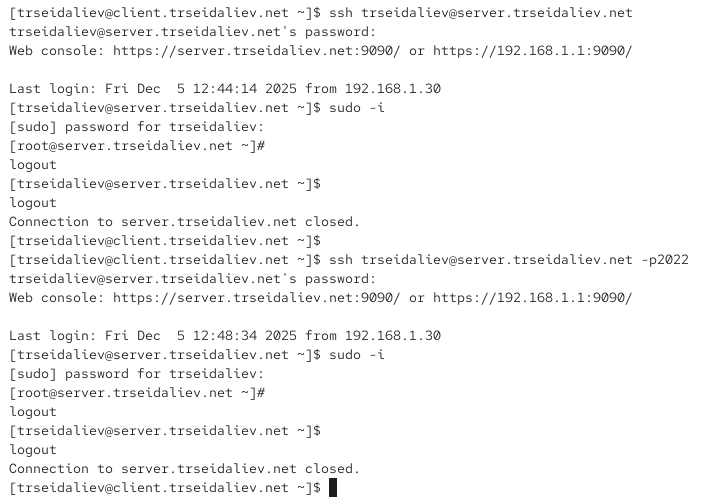 [trseidaliev@client.trseidaliev.net ~]$ ssh trseidaliev@server.trseidaliev.net
trseidaliev@server.trseidaliev.net's password:
Web console: https://server.trseidaliev.net:9090/ or https://192.168.1.1:9090/

Last login: Fri Dec  5 12:44:14 2025 from 192.168.1.30
[trseidaliev@server.trseidaliev.net ~]$ sudo -i
[sudo] password for trseidaliev:
[root@server.trseidaliev.net ~]#
logout
[trseidaliev@server.trseidaliev.net ~]$
logout
Connection to server.trseidaliev.net closed.
[trseidaliev@client.trseidaliev.net ~]$
[trseidaliev@client.trseidaliev.net ~]$ ssh trseidaliev@server.trseidaliev.net -p2022
trseidaliev@server.trseidaliev.net's password:
Web console: https://server.trseidaliev.net:9090/ or https://192.168.1.1:9090/

Last login: Fri Dec  5 12:48:34 2025 from 192.168.1.30
[trseidaliev@server.trseidaliev.net ~]$ sudo -i
[sudo] password for trseidaliev:
[root@server.trseidaliev.net ~]#
logout
[trseidaliev@server.trseidaliev.net ~]$
logout
Connection to server.trseidaliev.net closed.
[trseidaliev@client.trseidaliev.net ~]$